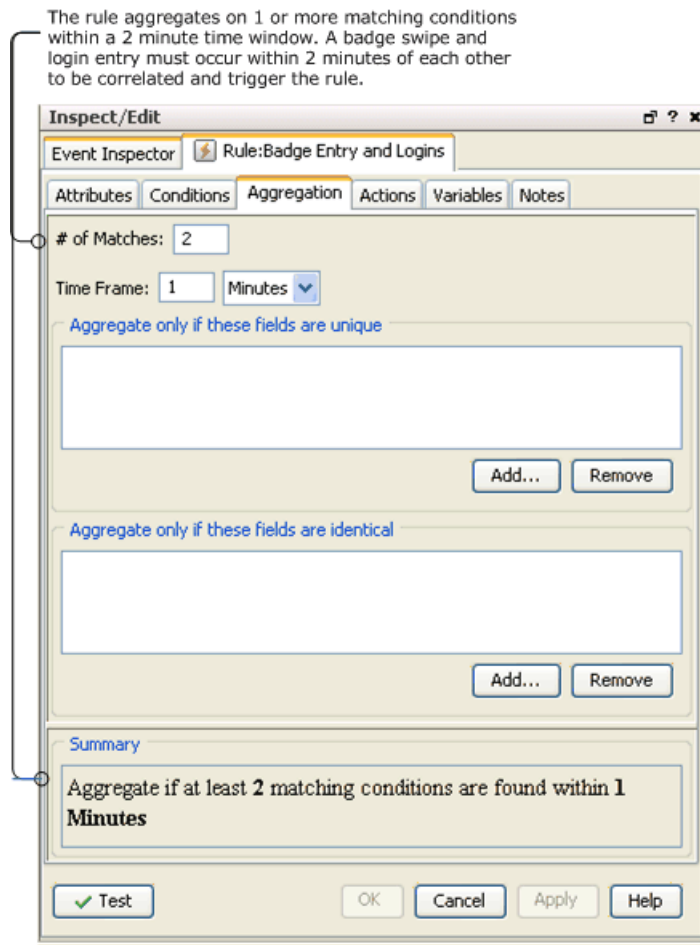 The rule aggregates on 1 or more matching conditions
within a 2 minute time window. A badge swipe and
login entry must occur within 2 minutes of each other
to be correlated and trigger the rule.
Inspect/Edit
Event Inspector Rule:Badge Entry and Logins
Attributes Conditions Aggregation Actions Variables Notes
# of Matches: 2
Time Frame: 1 Minutes
Aggregate only if these fields are unique
Add... Remove
Aggregate only if these fields are identical
Add... Remove
Summary
Aggregate if at least 2 matching conditions are found within 1
Minutes
Test OK Cancel Apply Help